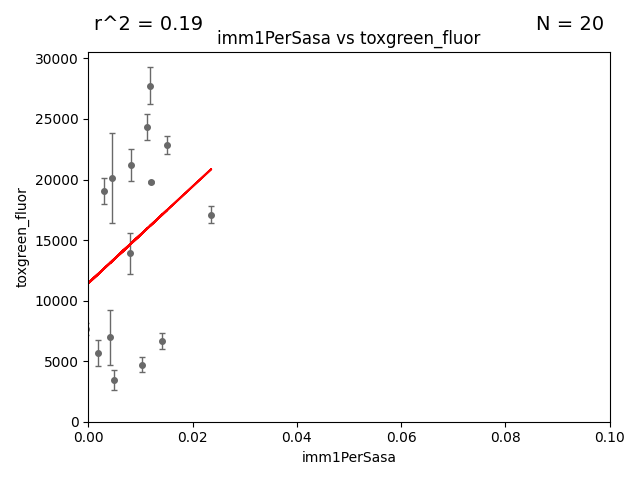 r^2 = 0.19
N = 20
imm1PerSasa vs toxgreen_fluor
30000
25000
20000
15000
10000
5000
0
toxgreen_fluor
0.00 0.02 0.04 0.06 0.08 0.10
imm1PerSasa